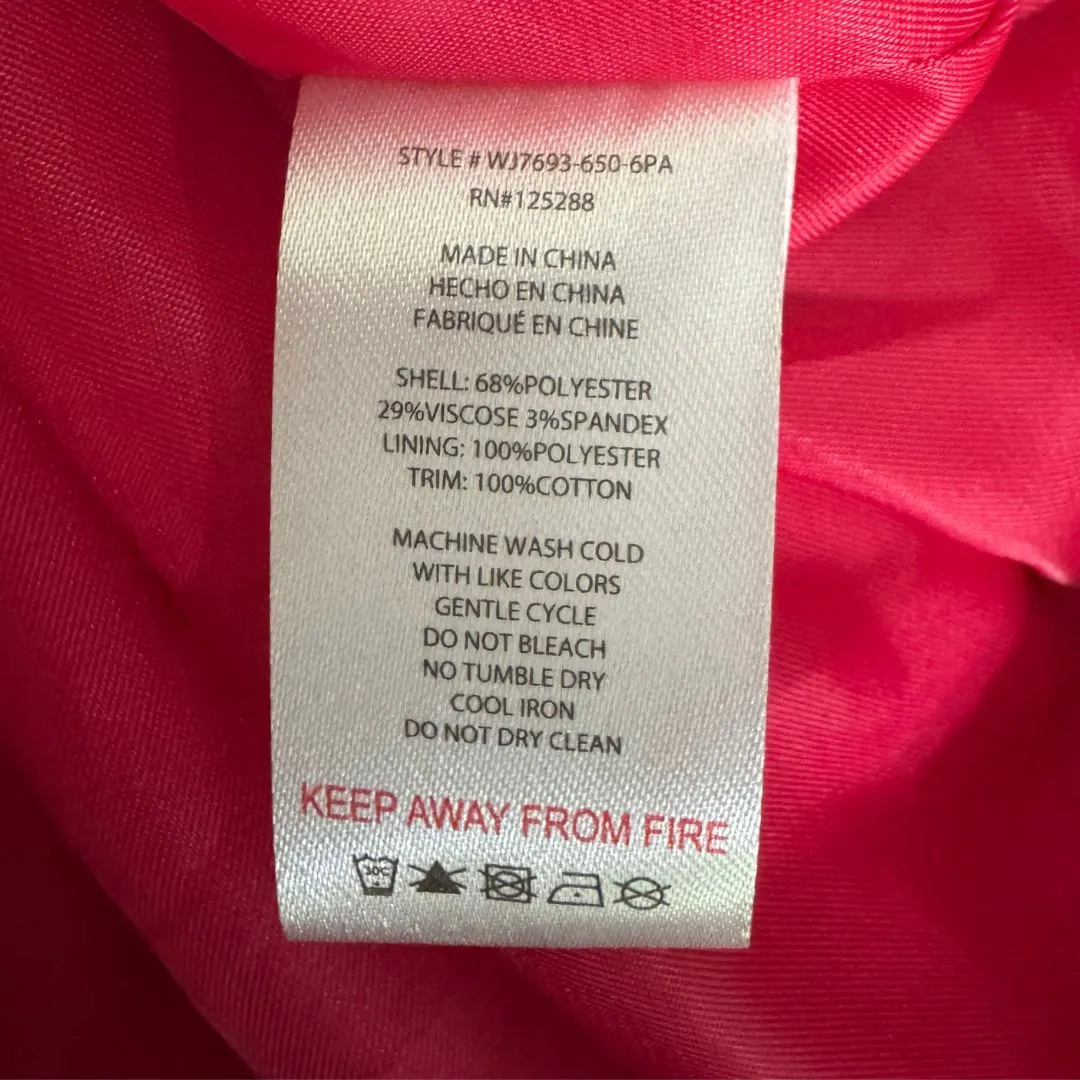 STYLE # WJ7693-650-6PA
RN#125288
MADE IN CHINA
HECHO EN CHINA
FABRIQUÉ EN CHINE
SHELL: 68%POLYESTER
29%VISCOSE 3%SPANDEX
LINING: 100%POLYESTER
TRIM: 100%COTTON
MACHINE WASH COLD
WITH LIKE COLORS
GENTLE CYCLE
DO NOT BLEACH
NO TUMBLE DRY
COOL IRON
DO NOT DRY CLEAN
KEEP AWAY FROM FIRE
30C